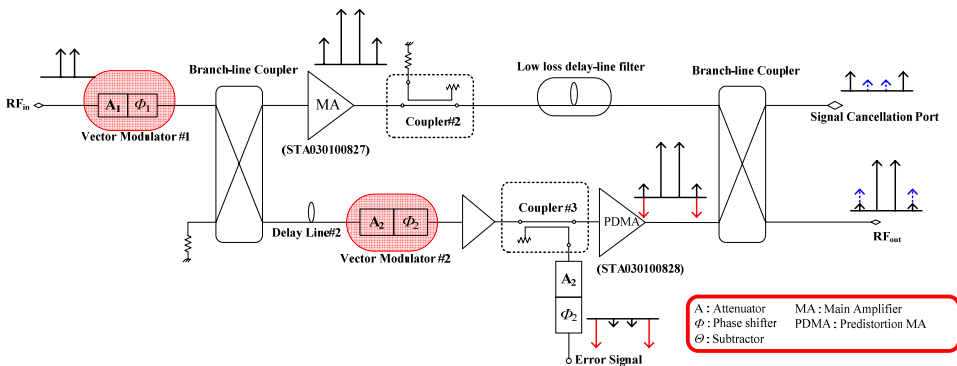 RFin
A1
Φ1
Vector Modulator #1
Branch-line Coupler
MA
(STA030100827)
Coupler#2
Low loss delay-line filter
Branch-line Coupler
Signal Cancellation Port
Delay Line#2
A2
Φ2
Vector Modulator #2
Coupler #3
PDMA
(STA030100828)
A2
Φ2
Error Signal
RFout
A : Attenuator
MA : Main Amplifier
Φ : Phase shifter
PDMA : Predistortion MA
Θ : Subtractor